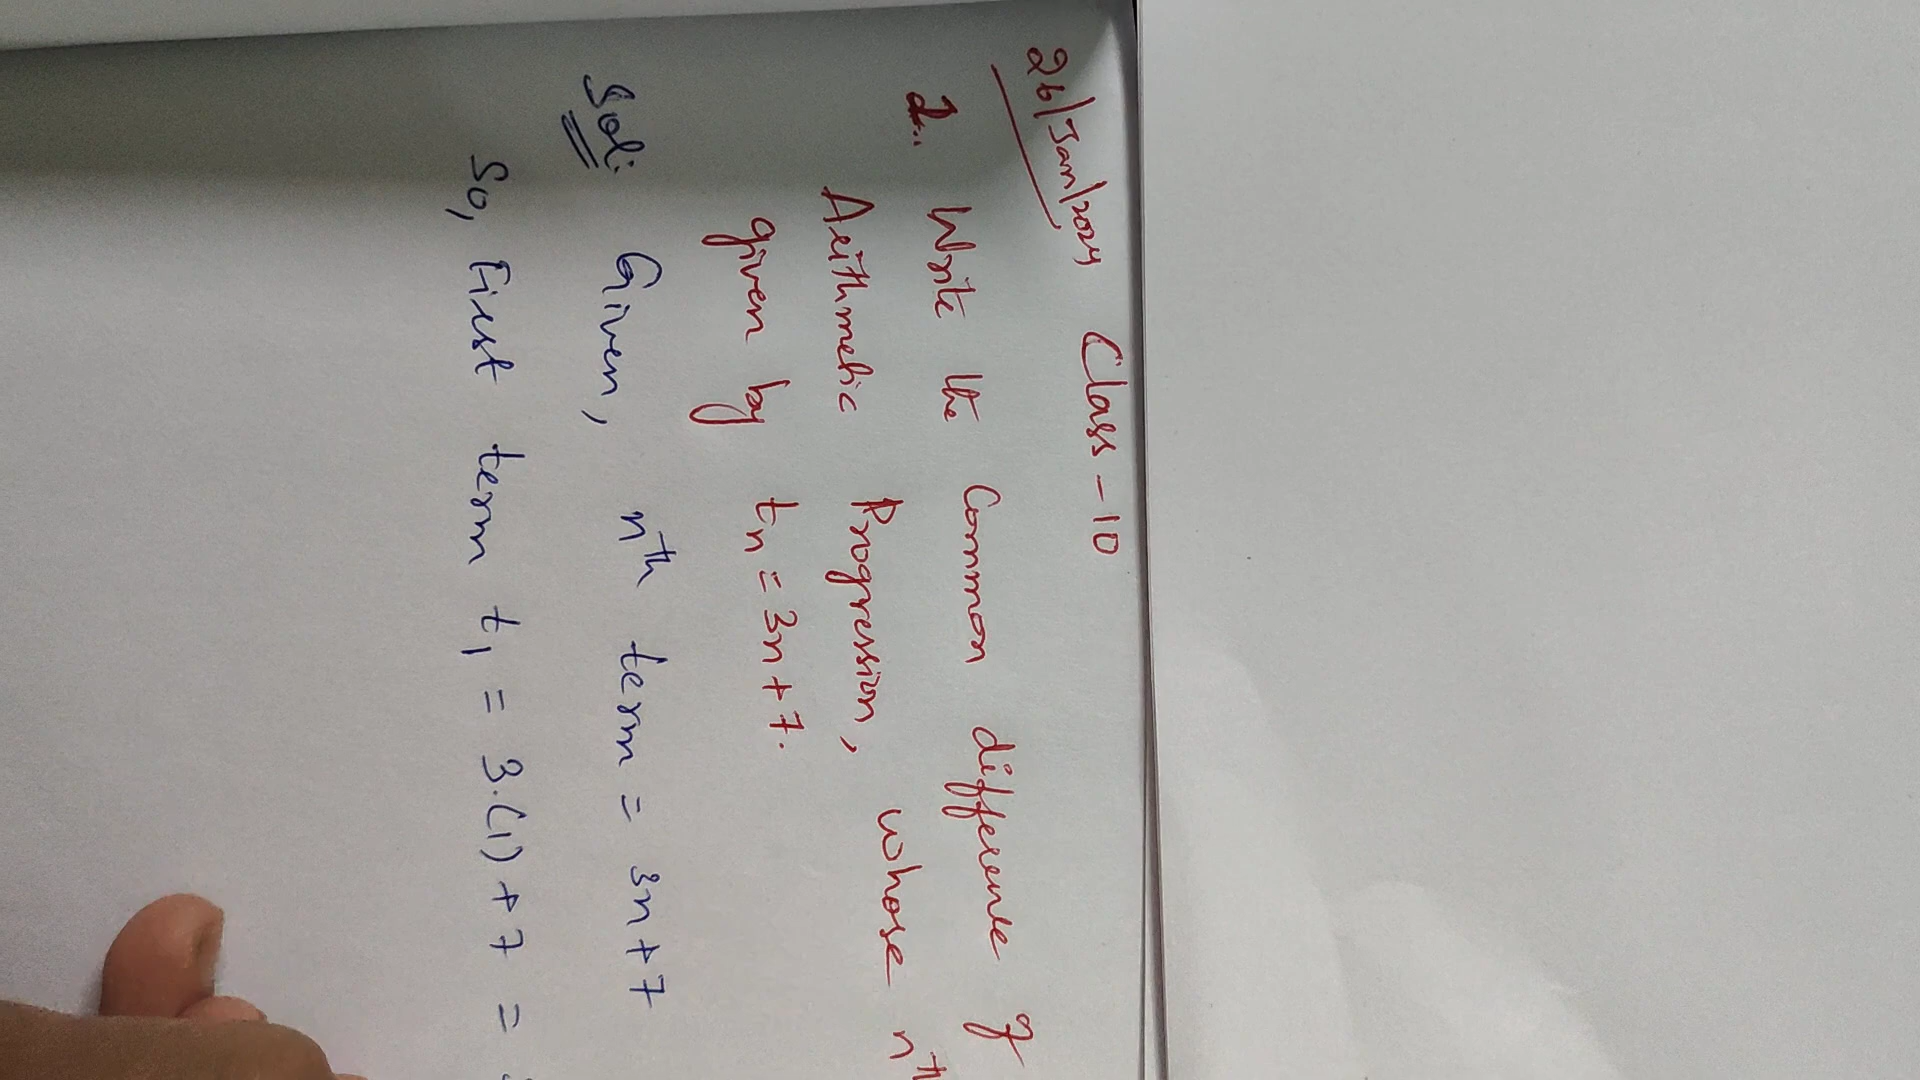 26/Jan/2024 Class-10
1. Write the Common difference of
Arithmetic Progression, whose nth
given by tn = 3n+7.
Sol: Given, nth term = 3n+7
So, First term t1 = 3.(1)+7 =